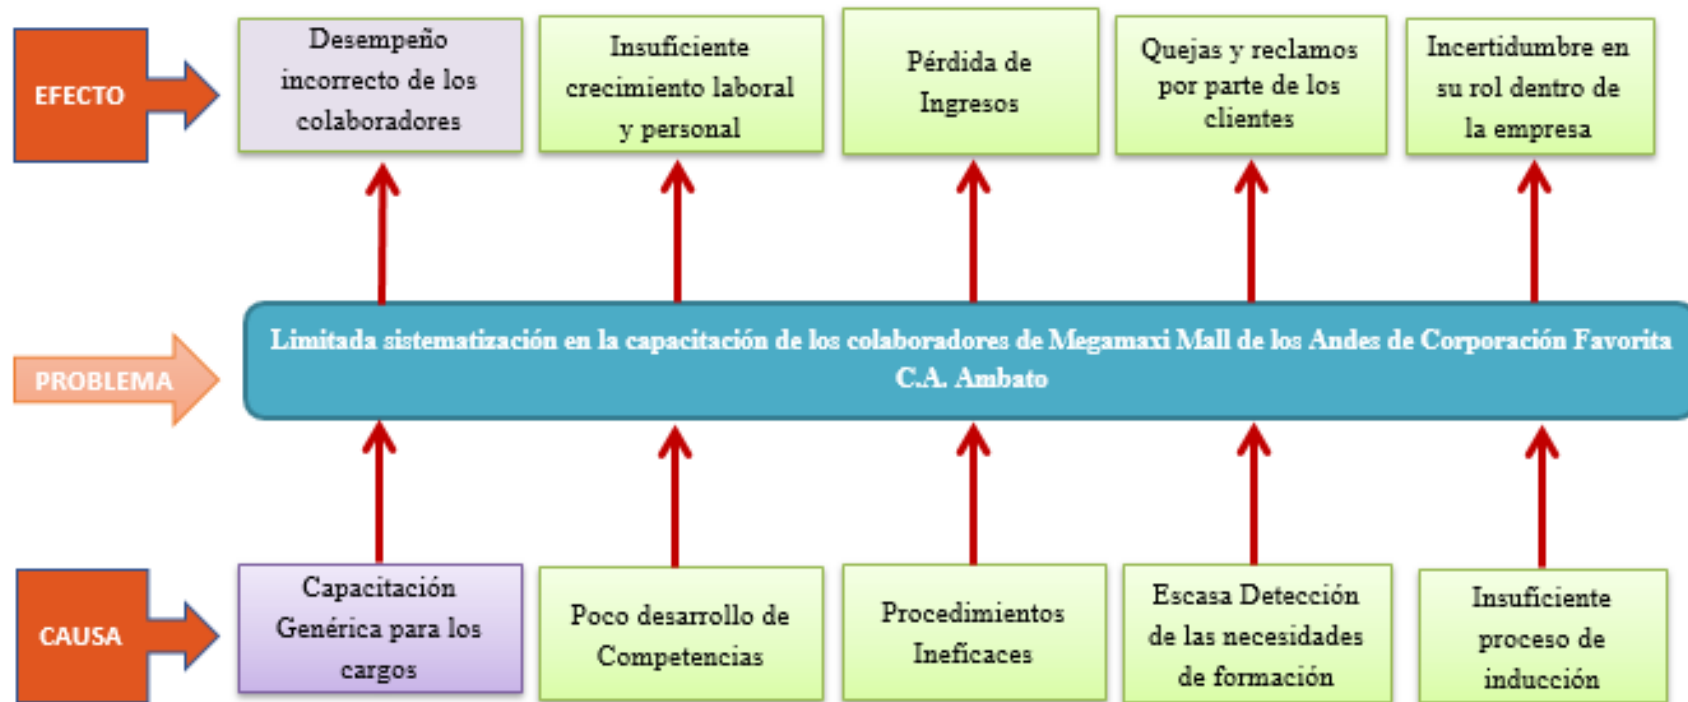 EFECTO
Desempeño
incorrecto de los
colaboradores
Insuficiente
crecimiento laboral
y personal
Pérdida de
Ingresos
Quejas y reclamos
por parte de los
clientes
Incertidumbre en
su rol dentro de
la empresa
PROBLEMA
Limitada sistematización en la capacitación de los colaboradores de Megamaxi Mall de los Andes de Corporación Favorita
C.A. Ambato
CAUSA
Capacitación
Genérica para los
cargos
Poco desarrollo de
Competencias
Procedimientos
Ineficaces
Escasa Detección
de las necesidades
de formación
Insuficiente
proceso de
inducción